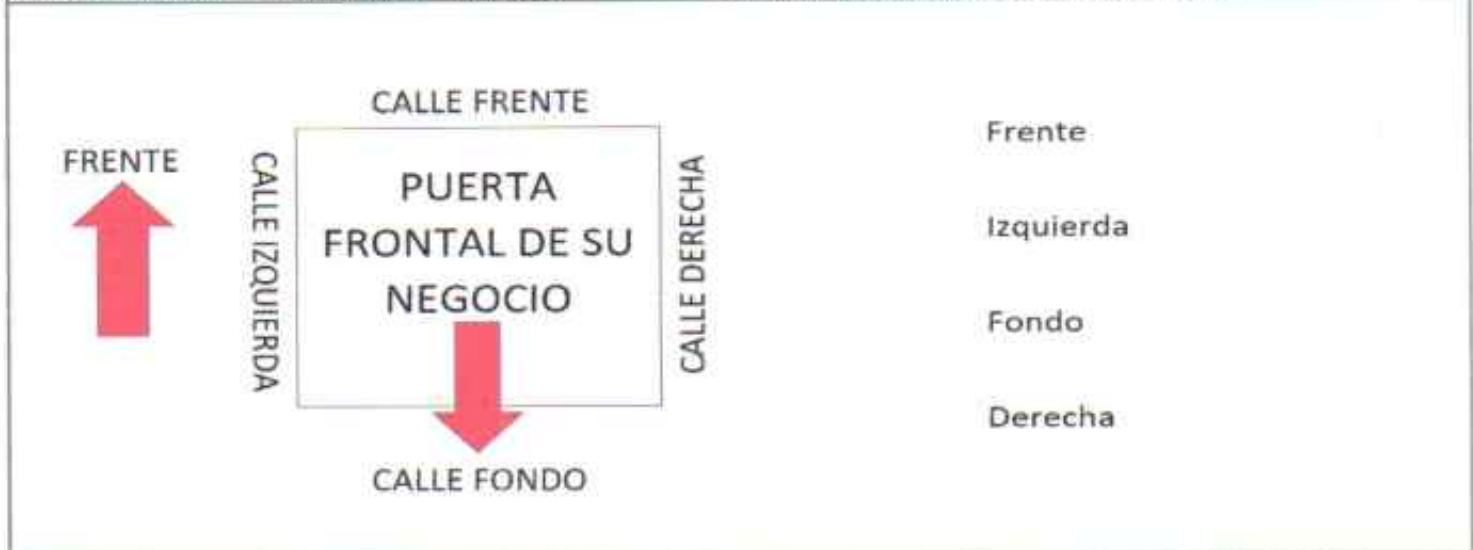 CALLE FRENTE
FRENTE
CALLE IZQUIERDA
PUERTA
FRONTAL DE SU
NEGOCIO
CALLE DERECHA
CALLE FONDO
Frente
Izquierda
Fondo
Derecha